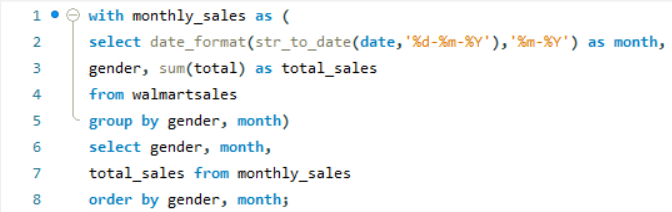 1 with monthly_sales as (
2 select date_format(str_to_date(date,'%d-%m-%Y'),'%m-%Y') as month,
3 gender, sum(total) as total_sales
4 from walmartsales
5 group by gender, month)
6 select gender, month,
7 total_sales from monthly_sales
8 order by gender, month;